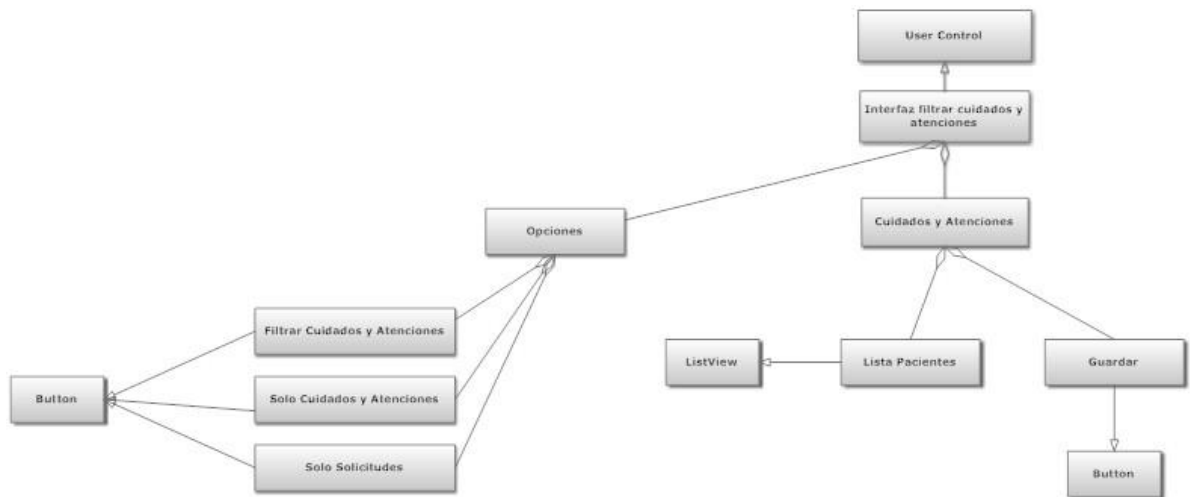 User Control
Interfaz filtrar cuidados y
atenciones
Opciones
Cuidados y Atenciones
Filtrar Cuidados y Atenciones
ListView
Lista Pacientes
Guardar
Button
Solo Cuidados y Atenciones
Solo Solicitudes
Button